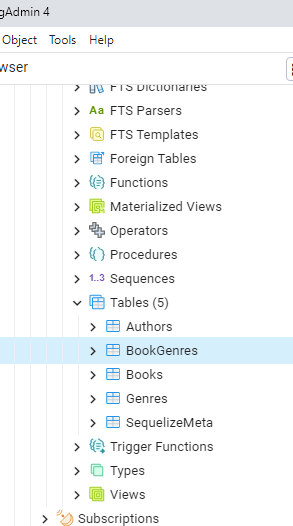 gAdmin 4
Object Tools Help
wser
FTS Dictionaries
Aa FTS Parsers
FTS Templates
Foreign Tables
Functions
Materialized Views
Operators
Procedures
1..3 Sequences
Tables (5)
Authors
BookGenres
Books
Genres
SequelizeMeta
Trigger Functions
Types
Views
Subscriptions